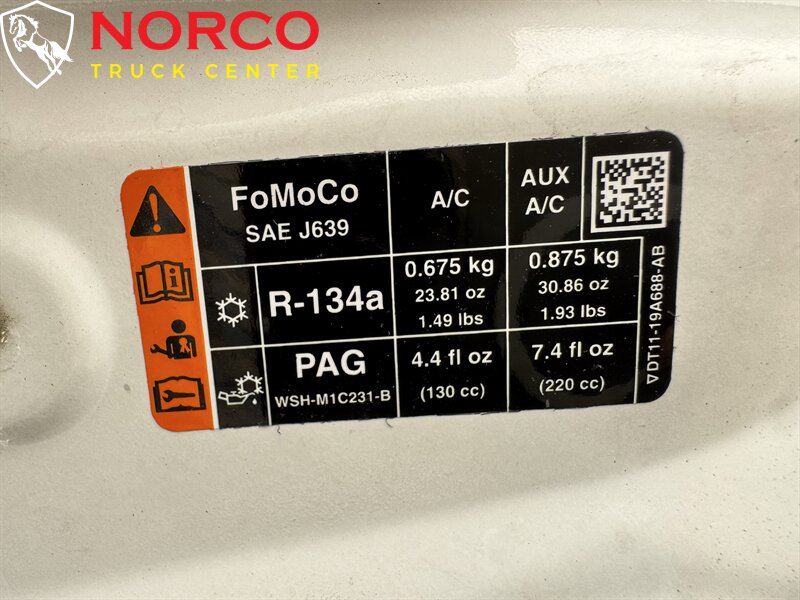 NORCO
TRUCK CENTER
FoMoCo
SAE J639
A/C
AUX
A/C
R-134a
0.675 kg
23.81 oz
1.49 lbs
0.875 kg
30.86 oz
1.93 lbs
PAG
WSH-M1C231-B
4.4 fl oz
(130 cc)
7.4 fl oz
(220 cc)
∇DT11-19A688-AB